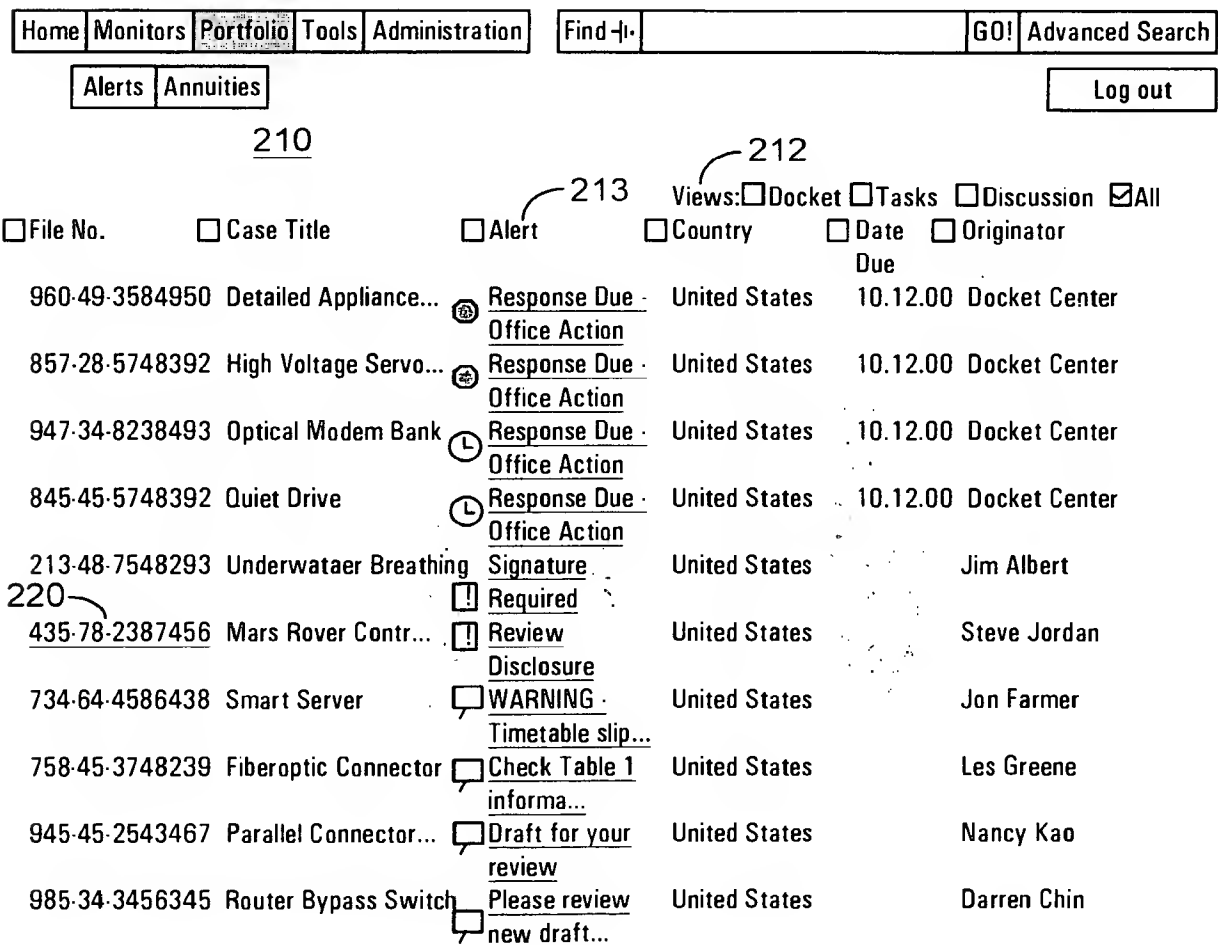 Home Monitors Portfolio Tools Administration Find GO! Advanced Search
Alerts Annuities Log out
210
212
213 Views: Docket Tasks Discussion All
File No. Case Title Alert Country Date Due Originator
960-49-3584950 Detailed Appliance... Response Due - Office Action United States 10.12.00 Docket Center
857-28-5748392 High Voltage Servo... Response Due - Office Action United States 10.12.00 Docket Center
947-34-8238493 Optical Modem Bank Response Due - Office Action United States 10.12.00 Docket Center
845-45-5748392 Quiet Drive Response Due - Office Action United States 10.12.00 Docket Center
213-48-7548293 Underwataer Breathing Signature Required United States Jim Albert
220
435-78-2387456 Mars Rover Contr... Review Disclosure United States Steve Jordan
734-64-4586438 Smart Server WARNING - Timetable slip... United States Jon Farmer
758-45-3748239 Fiberoptic Connector Check Table 1 informa... United States Les Greene
945-45-2543467 Parallel Connector... Draft for your review United States Nancy Kao
985-34-3456345 Router Bypass Switch Please review new draft... United States Darren Chin